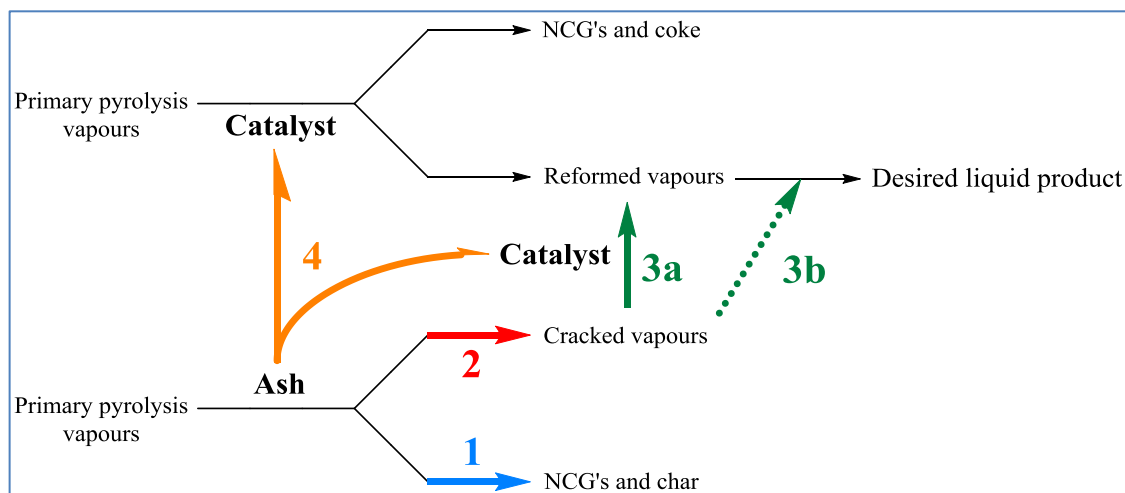 NCG's and coke
Primary pyrolysis
vapours
Catalyst
Reformed vapours
Desired liquid product
4
Catalyst
3a
3b
Cracked vapours
2
Ash
Primary pyrolysis
vapours
1
NCG's and char